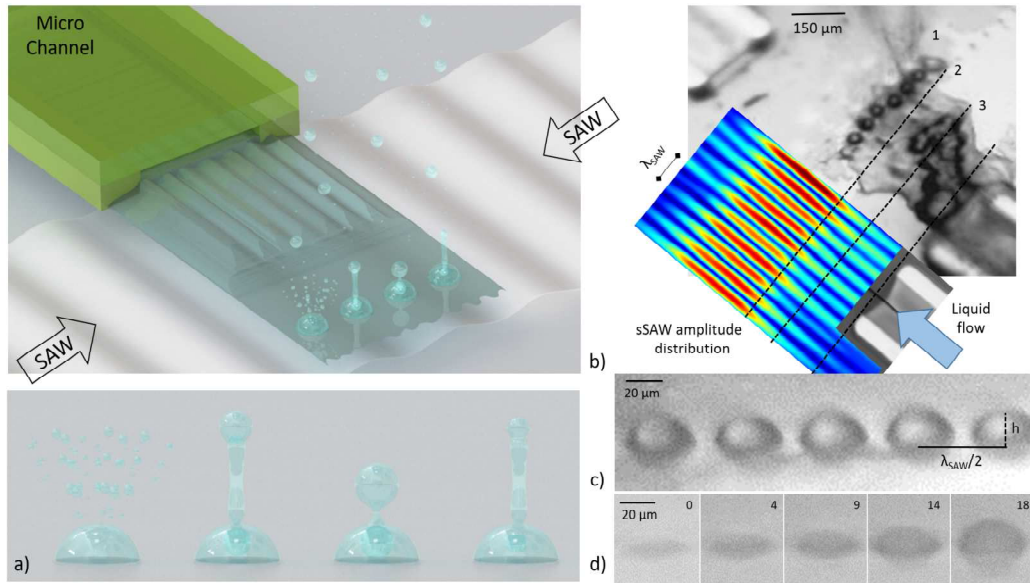 Micro
Channel
SAW
SAW
a)
150 µm
1
2
3
λSAW
sSAW amplitude
distribution
Liquid
flow
b)
20 µm
h
λSAW/2
c)
20 µm
0
4
9
14
18
d)